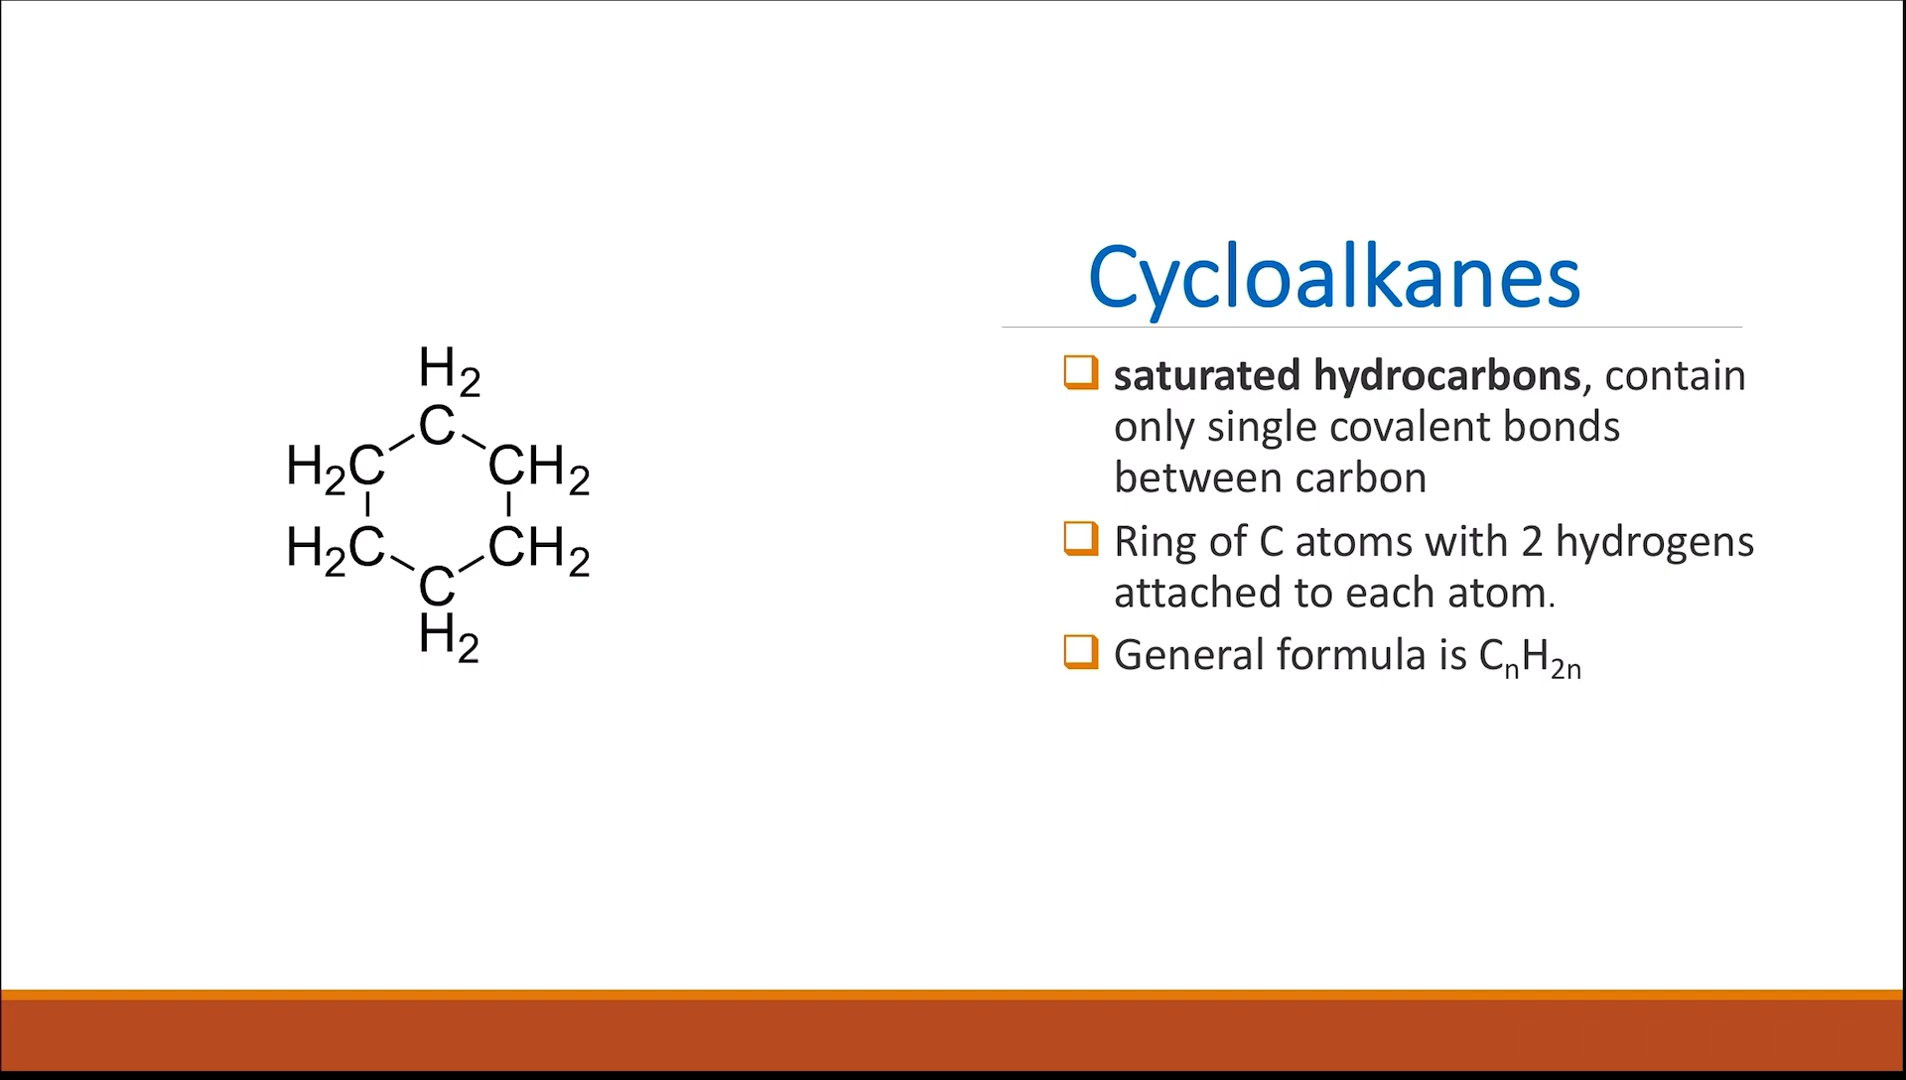 H2
C
H2C CH2
H2C CH2
C
H2
Cycloalkanes
saturated hydrocarbons, contain
only single covalent bonds
between carbon
Ring of C atoms with 2 hydrogens
attached to each atom.
General formula is CnH2n